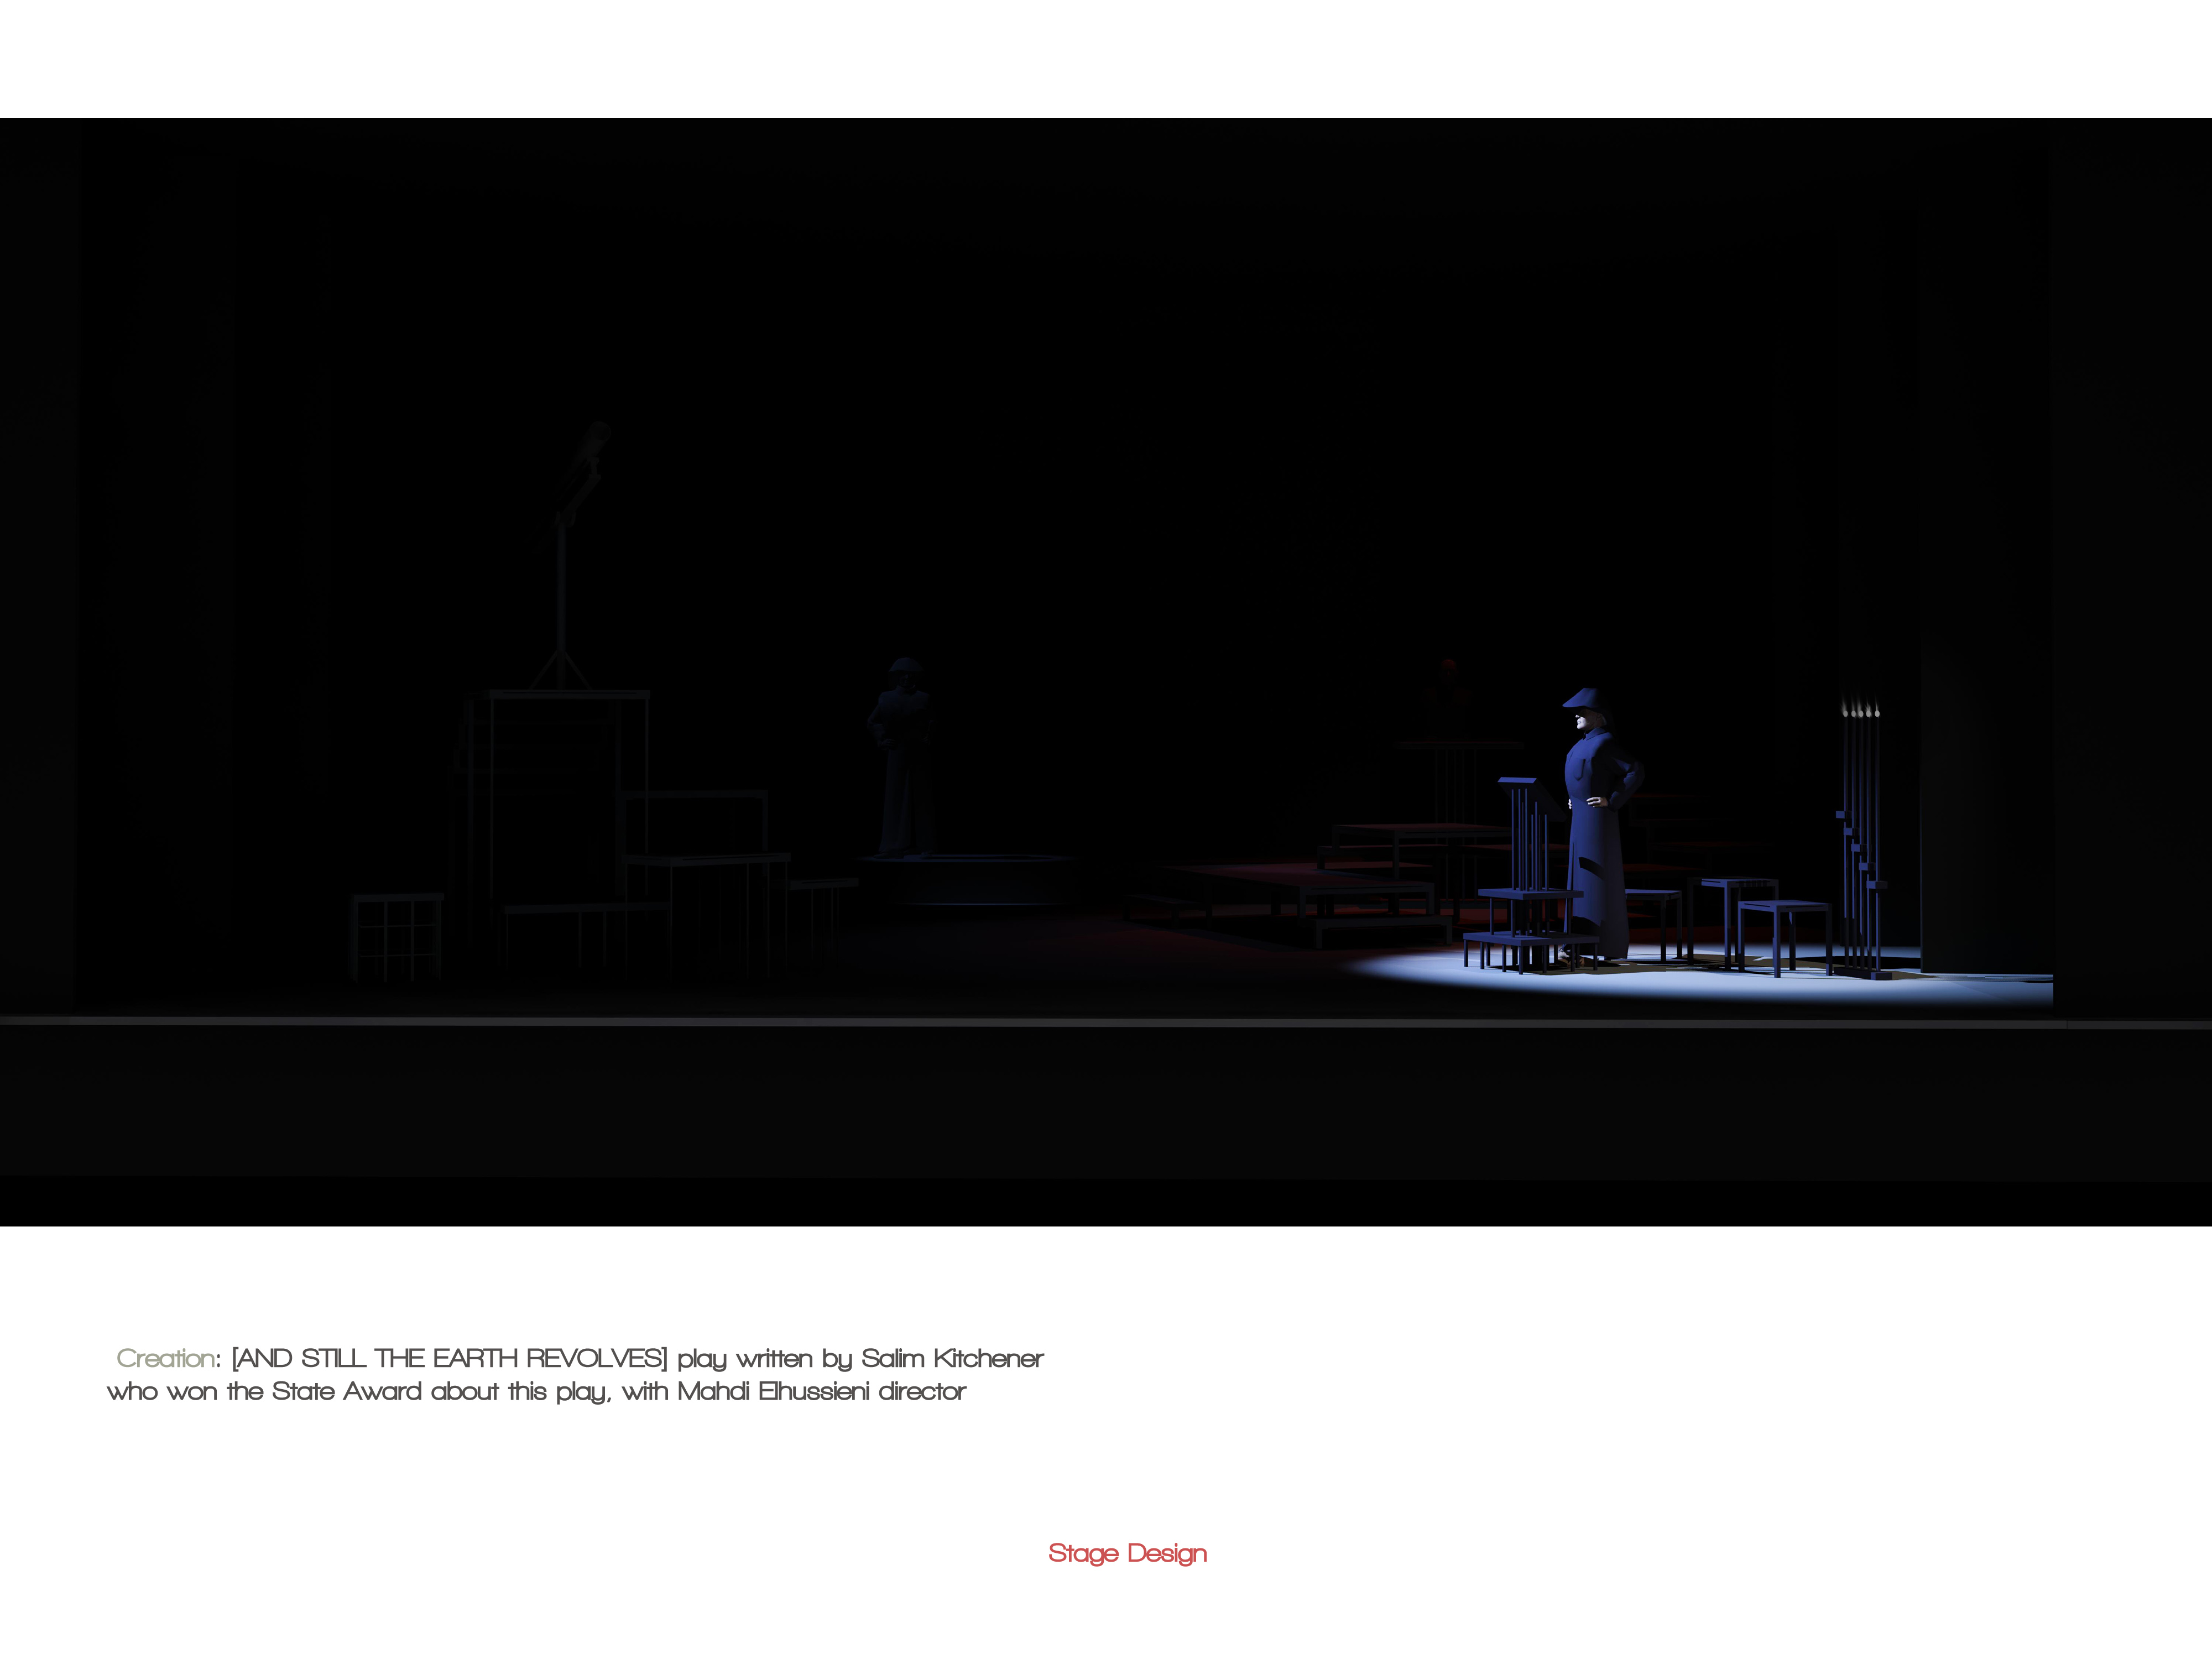 Creation: [AND STILL THE EARTH REVOLVES] play written by Salim Kitchener
who won the State Award about this play, with Mahdi Elhussieni director
Stage Design